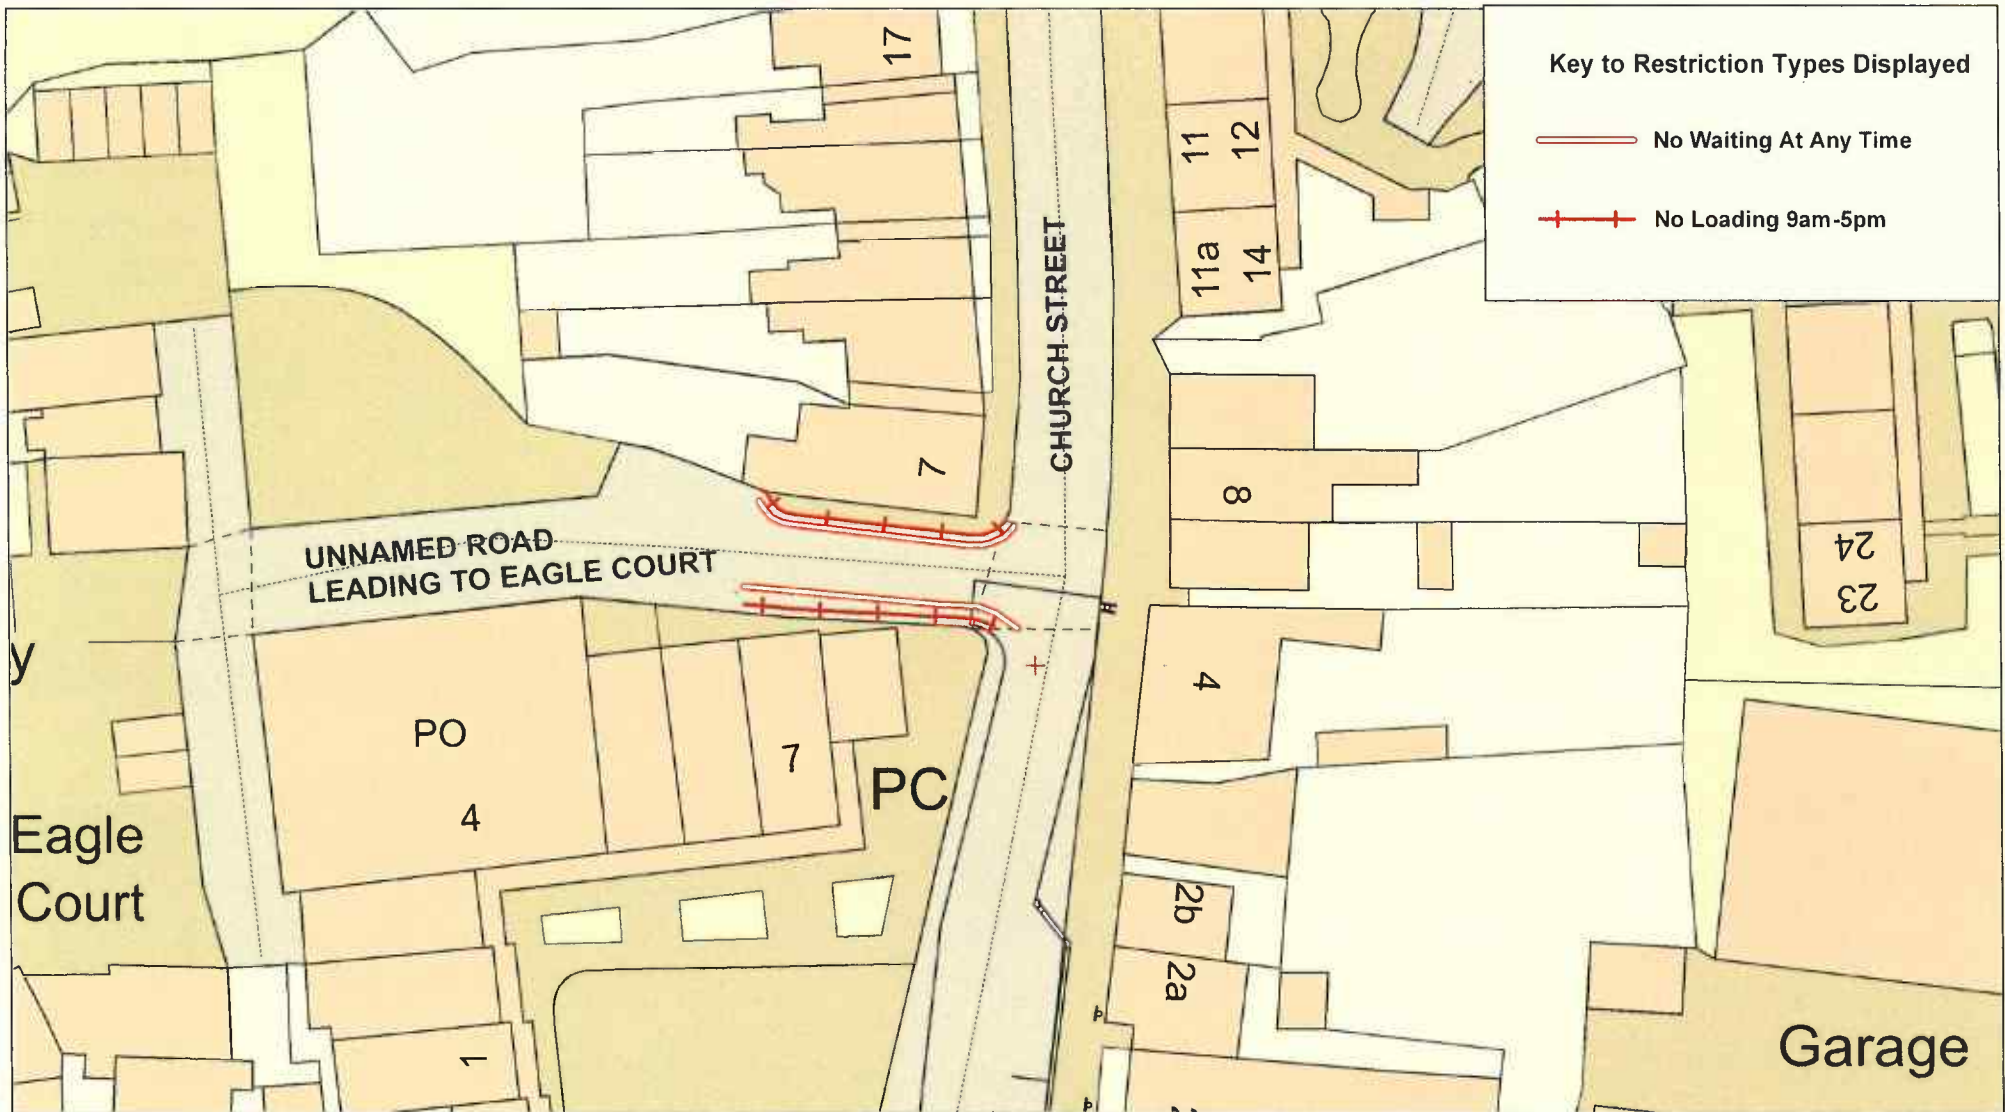 Key to Restriction Types Displayed
No Waiting At Any Time
No Loading 9am-5pm
17
11
12
11a
14
CHURCH STREET
7
8
UNNAMED ROAD
LEADING TO EAGLE COURT
24
23
y
4
PO
4
7
PC
Eagle
Court
2b
2a
1
Garage